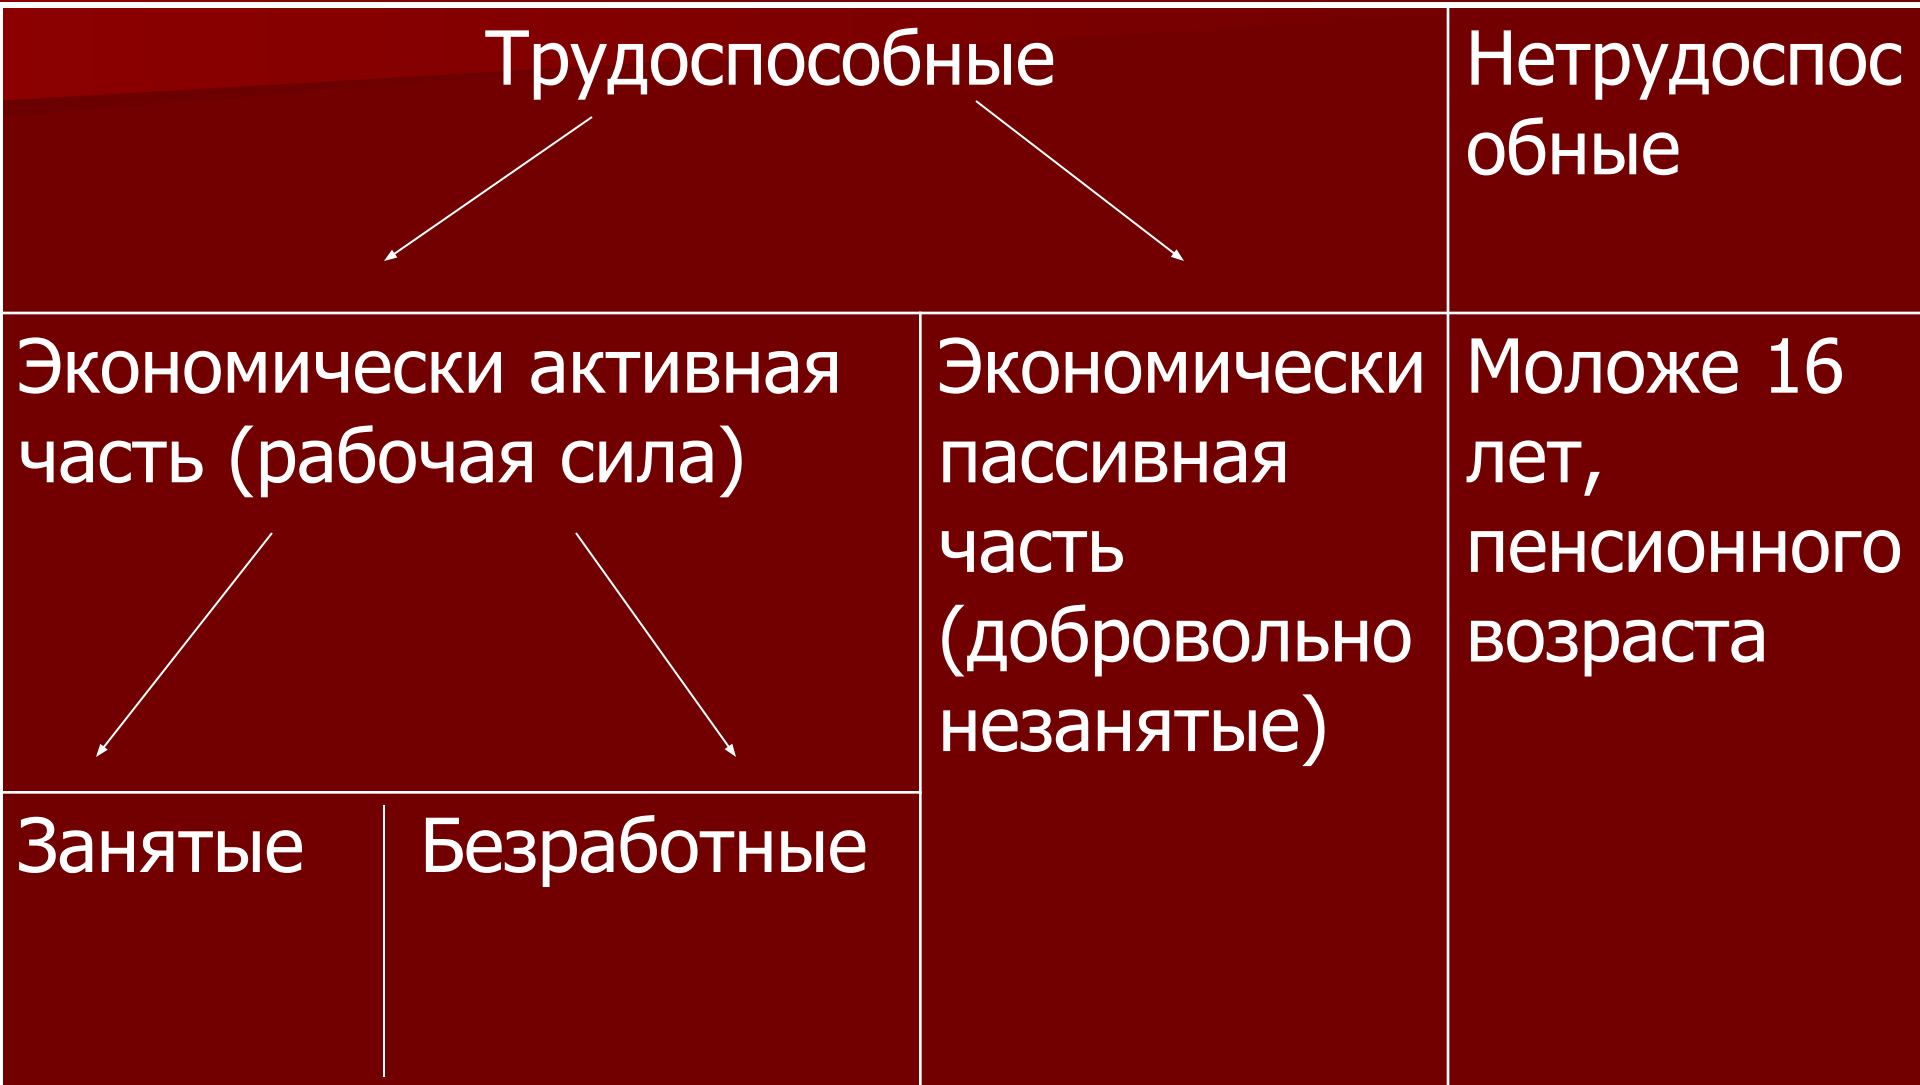 Трудоспособные
Нетрудоспос
обные
Экономически активная
часть (рабочая сила)
Экономически
пассивная
часть
(добровольно
незанятые)
Моложе 16
лет,
пенсионного
возраста
Занятые
Безработные